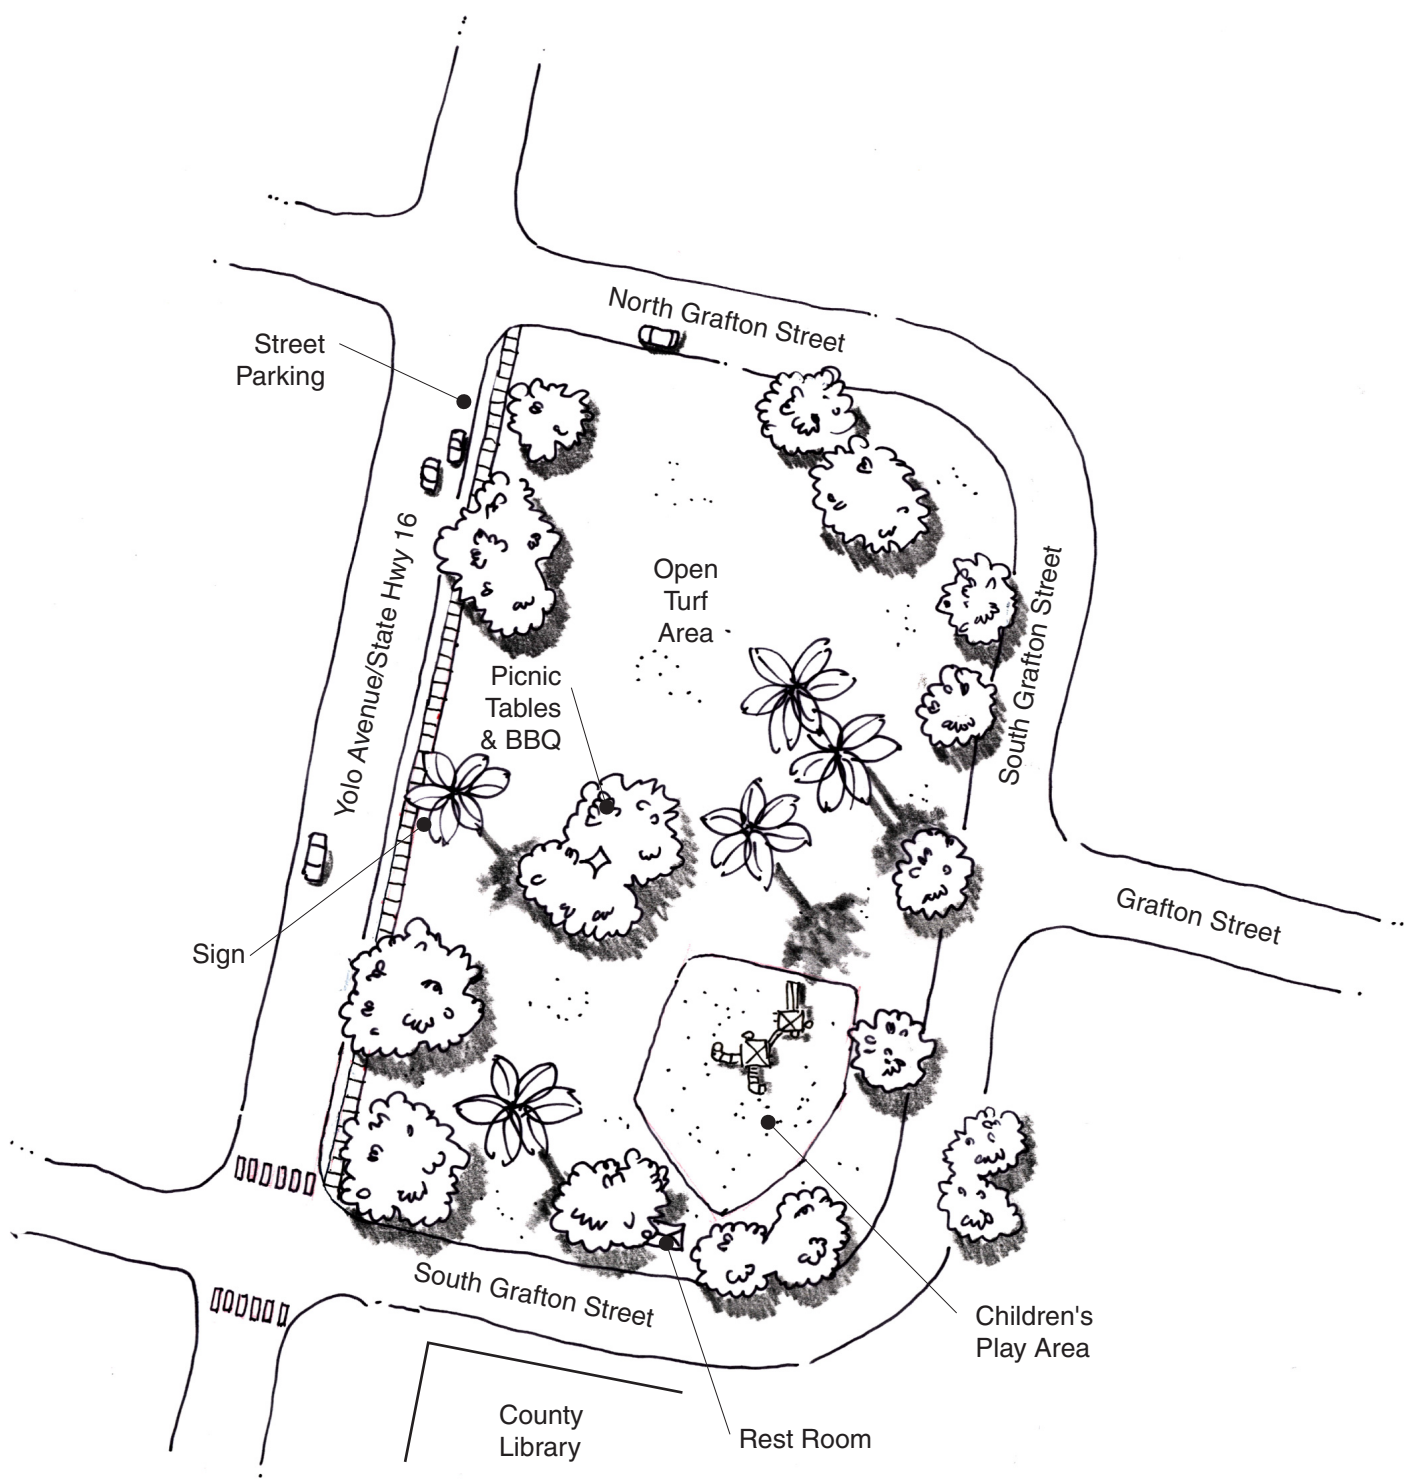 North Grafton Street
Street
Parking
Yolo Avenue/State Hwy 16
Open
Turf
Area
South Grafton Street
Picnic
Tables
& BBQ
Grafton Street
Sign
South Grafton Street
Children's
Play Area
County
Library
Rest Room